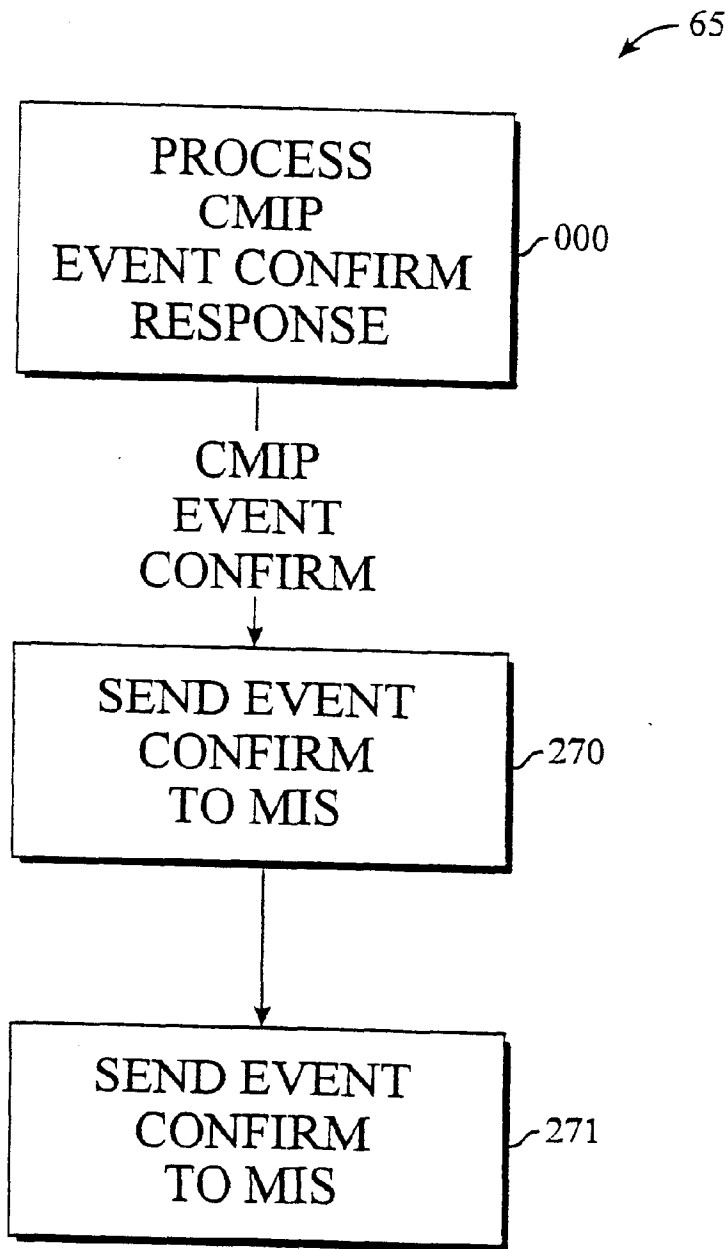 65
PROCESS
CMIP
EVENT CONFIRM
RESPONSE
000
CMIP
EVENT
CONFIRM
SEND EVENT
CONFIRM
TO MIS
270
SEND EVENT
CONFIRM
TO MIS
271